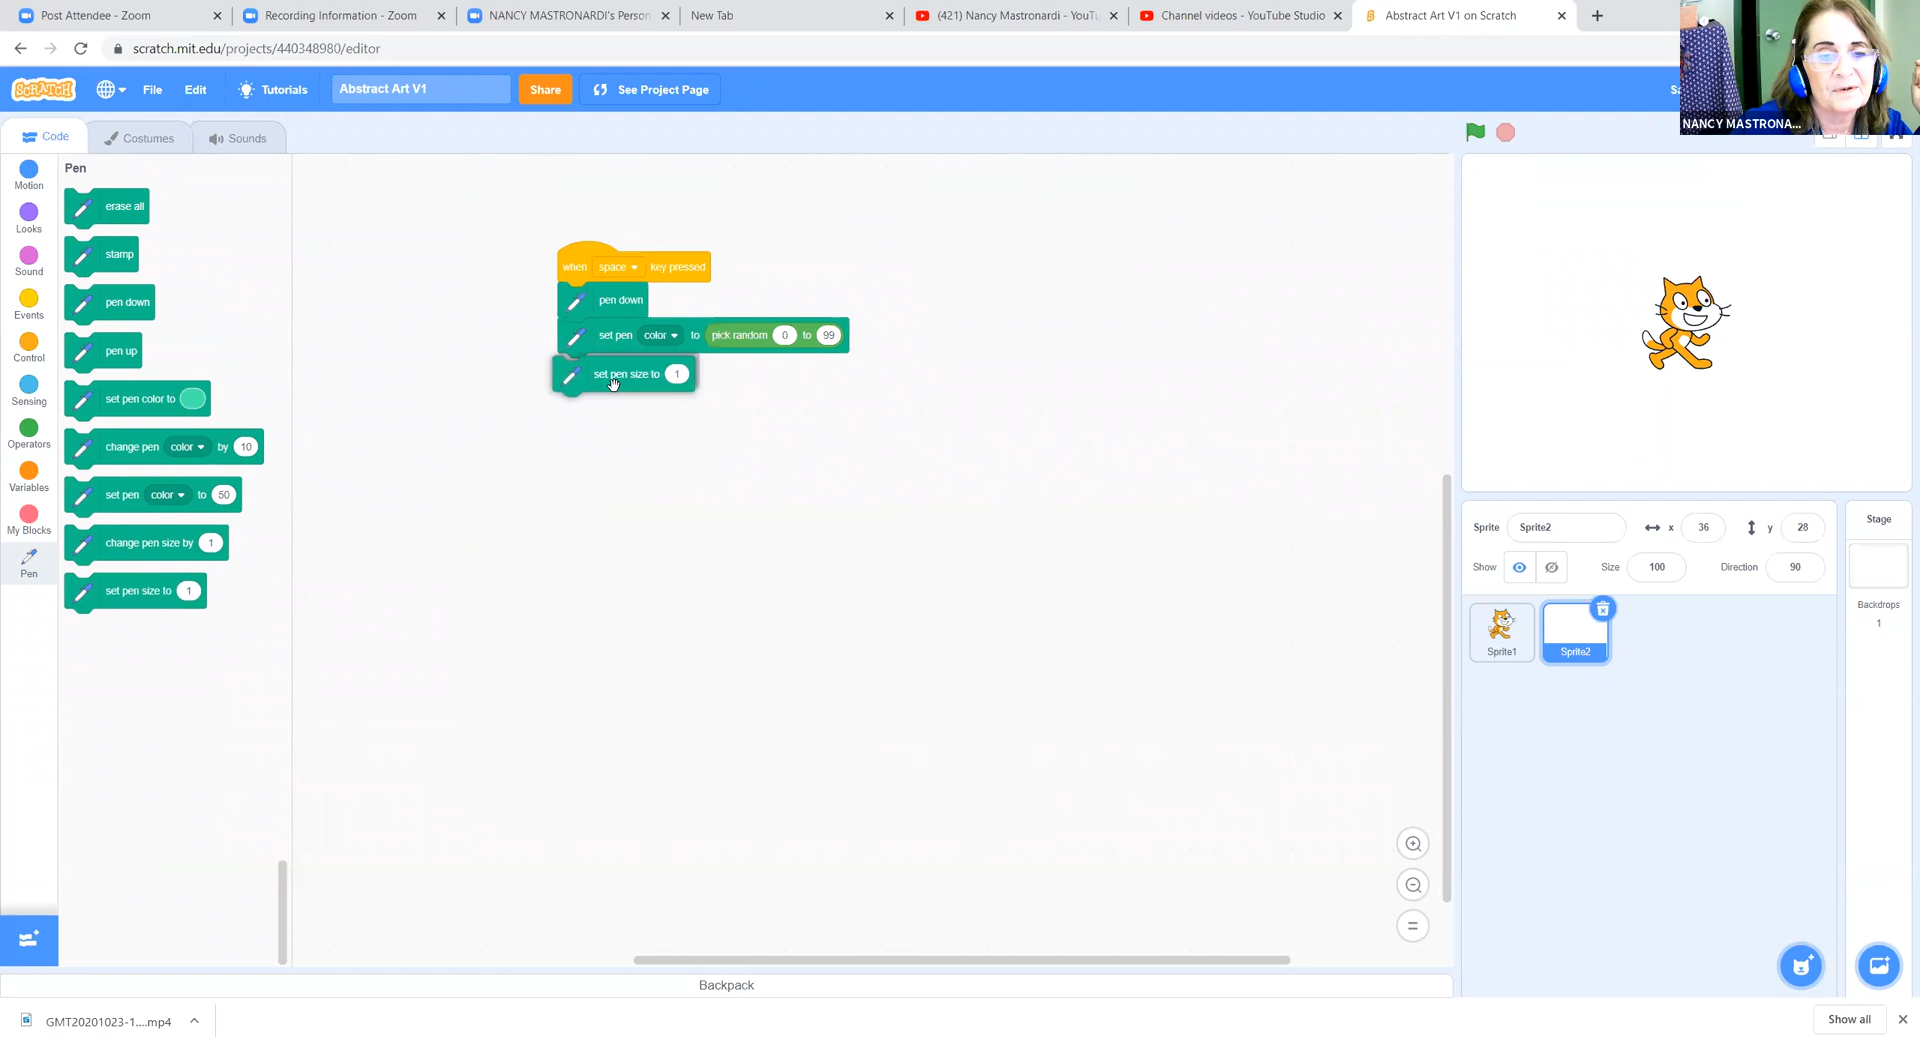 Post Attendee - Zoom
Recording Information - Zoom
NANCY MASTRONARDI's Person
New Tab
(421) Nancy Mastronardi - YouTu
Channel videos - YouTube Studio
Abstract Art V1 on Scratch
scratch.mit.edu/projects/440348980/editor
SCRATCH
File
Edit
Tutorials
Abstract Art V1
Share
See Project Page
NANCY MASTRONA...
Code
Costumes
Sounds
Motion
Looks
Sound
Events
Control
Sensing
Operators
Variables
My Blocks
Pen
Pen
erase all
stamp
pen down
pen up
set pen color to
change pen color by 10
set pen color to 50
change pen size by 1
set pen size to 1
when space key pressed
pen down
set pen color to pick random 0 to 99
set pen size to 1
Sprite Sprite2 x 36 y 28
Show Size 100 Direction 90
Sprite1
Sprite2
Stage
Backdrops
1
Backpack
GMT20201023-1....mp4
Show all